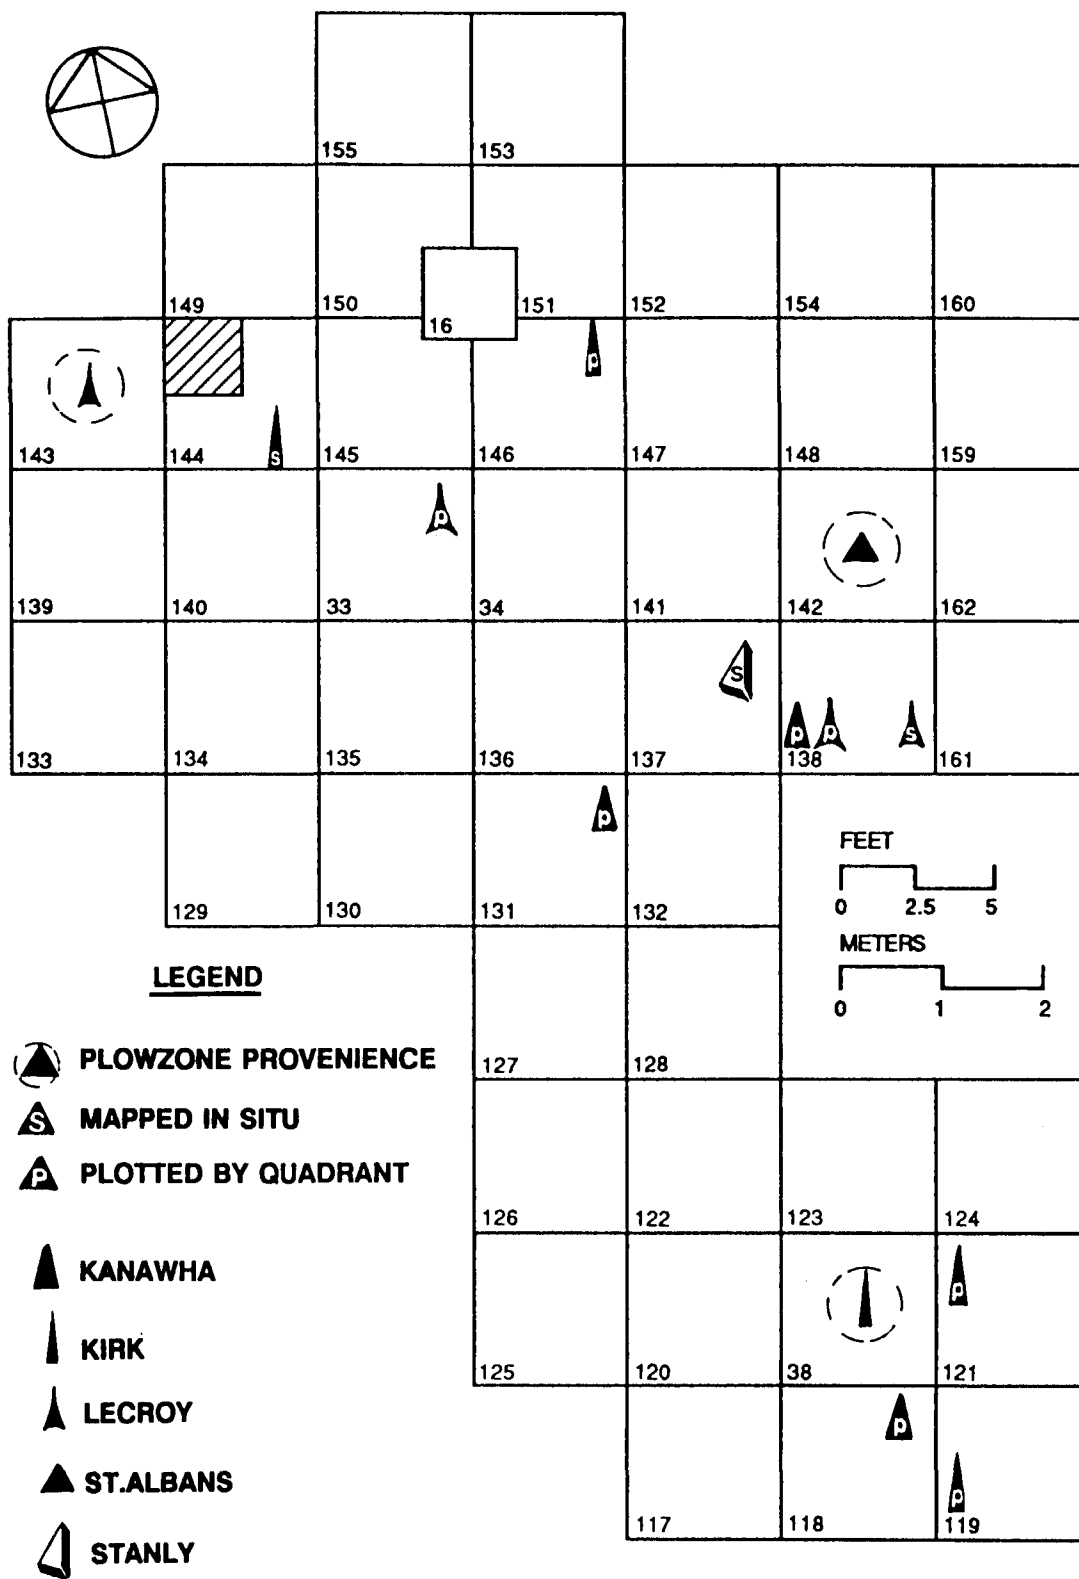 155 153
149 150 16 151 152 154 160
p
143 144 s 145 146 147 148 159
p
139 140 33 34 141 142 162
s
p p s
133 134 135 136 137 138 161
p
FEET
0 2.5 5
129 130 131 132
METERS
0 1 2
LEGEND
PLOWZONE PROVENIENCE
S MAPPED IN SITU
P PLOTTED BY QUADRANT
KANAWHA
KIRK
LECROY
ST.ALBANS
STANLY
127 128
126 122 123 124
p
125 120 38 121
p
p
117 118 119